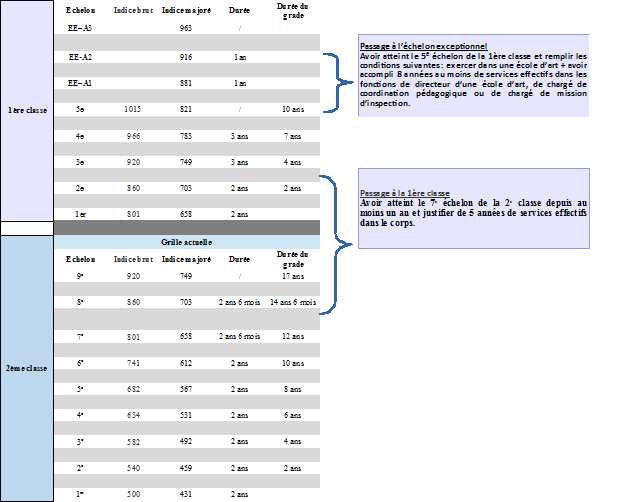 Echelon Indice brut Indice majoré Durée Durée du grade
EE–A3 963 /
EE-A2 916 1 an
EE–A1 881 1 an
1ère classe
5e 1015 821 / 10 ans
4e 966 783 3 ans 7 ans
3e 920 749 3 ans 4 ans
2e 860 703 2 ans 2 ans
1er 801 658 2 ans
Passage à l'échelon exceptionnel
Avoir atteint le 5e échelon de la 1ère classe et remplir les
conditions suivantes : exercer dans une école d'art + avoir
accompli 8 années au moins de services effectifs dans les
fonctions de directeur d'une école d'art, de chargé de
coordination pédagogique ou de chargé de mission
d'inspection.
Passage à la 1ère classe
Avoir atteint le 7e échelon de la 2e classe depuis au
moins un an et justifier de 5 années de services effectifs
dans le corps.
Grille actuelle
Echelon Indice brut Indice majoré Durée Durée du grade
9e 920 749 / 17 ans
8e 860 703 2 ans 6 mois 14 ans 6 mois
7e 801 658 2 ans 6 mois 12 ans
2ème classe
6e 741 612 2 ans 10 ans
5e 682 567 2 ans 8 ans
4e 634 531 2 ans 6 ans
3e 582 492 2 ans 4 ans
2e 540 459 2 ans 2 ans
1er 500 431 2 ans